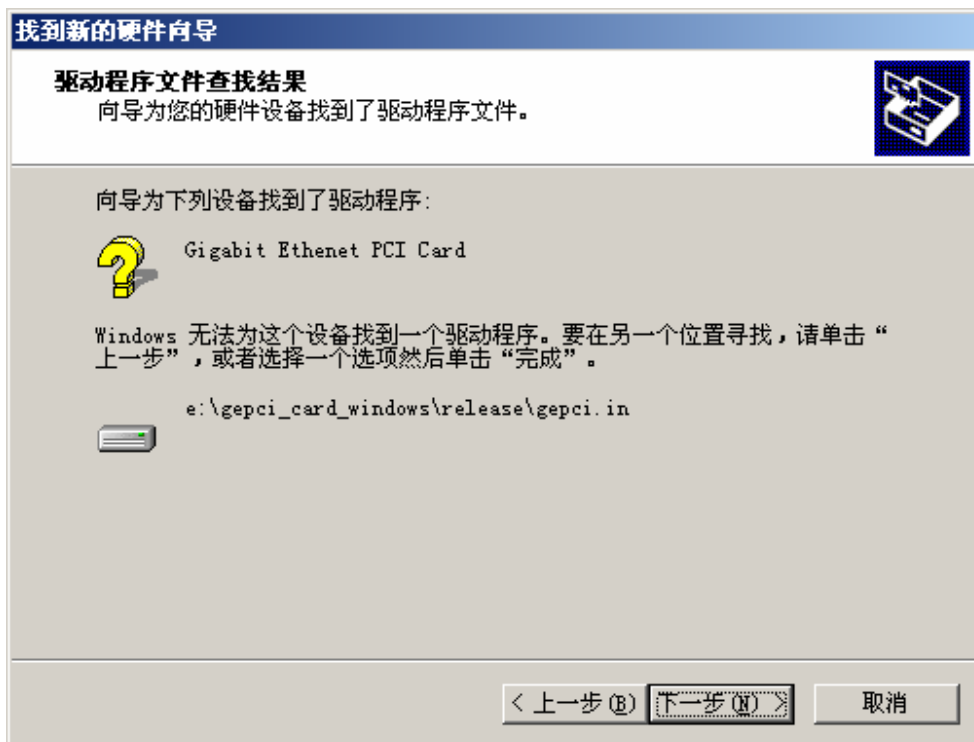 找到新的硬件向导
驱动程序文件查找结果
向导为您的硬件设备找到了驱动程序文件。
向导为下列设备找到了驱动程序:
Gigabit Ethenet PCI Card
Windows 无法为这个设备找到一个驱动程序。要在另一个位置寻找，请单击“
上一步”，或者选择一个选项然后单击“完成”。
e:\gepci_card_windows\release\gepci.in
< 上一步(B) 下一步(N) > 取消